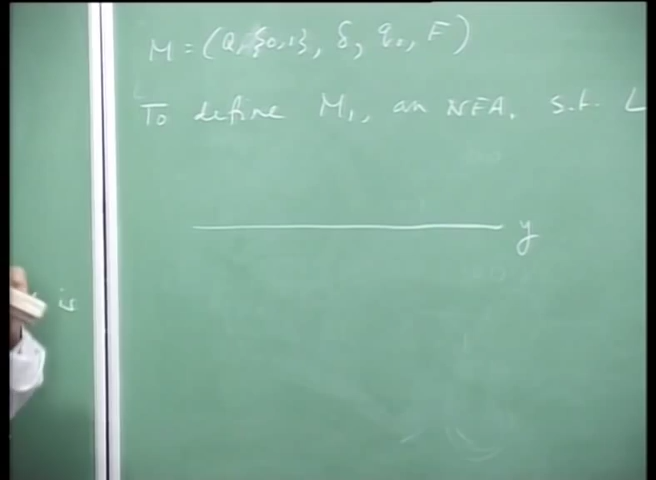 M = (Q, {0,1}, δ, q₀, F)
To define M₁, an NFA. s.t. L
y
is